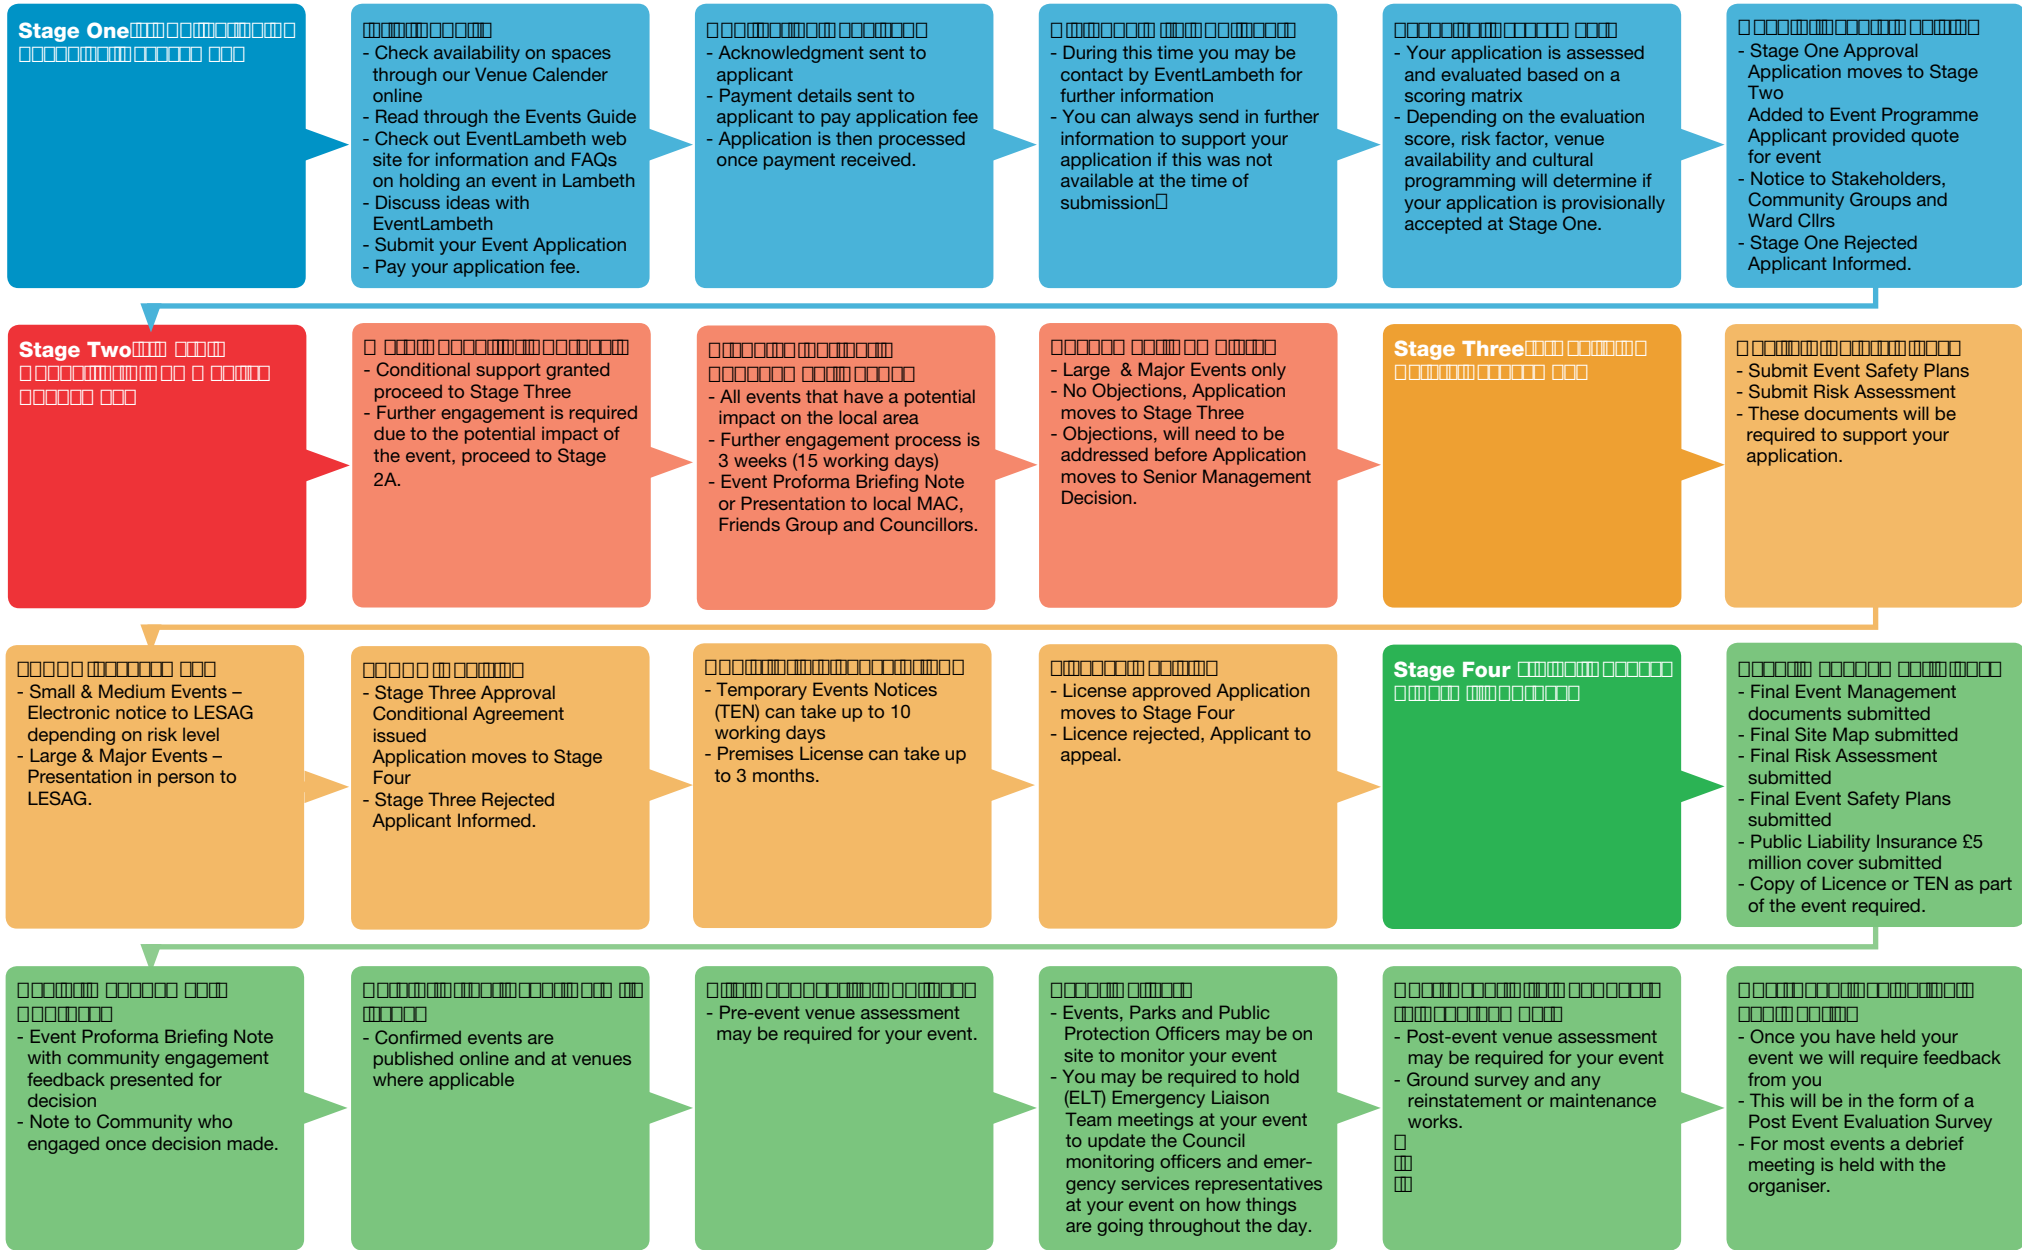 Stage One
- Check availability on spaces
through our Venue Calender
online
- Read through the Events Guide
- Check out EventLambeth web
site for information and FAQs
on holding an event in Lambeth
- Discuss ideas with
EventLambeth
- Submit your Event Application
- Pay your application fee.
- Acknowledgment sent to
applicant
- Payment details sent to
applicant to pay application fee
- Application is then processed
once payment received.
- During this time you may be
contact by EventLambeth for
further information
- You can always send in further
information to support your
application if this was not
available at the time of
submission
- Your application is assessed
and evaluated based on a
scoring matrix
- Depending on the evaluation
score, risk factor, venue
availability and cultural
programming will determine if
your application is provisionally
accepted at Stage One.
- Stage One Approval
Application moves to Stage
Two
Added to Event Programme
Applicant provided quote
for event
- Notice to Stakeholders,
Community Groups and
Ward Cllrs
- Stage One Rejected
Applicant Informed.
Stage Two
- Conditional support granted
proceed to Stage Three
- Further engagement is required
due to the potential impact of
the event, proceed to Stage
2A.
- All events that have a potential
impact on the local area
- Further engagement process is
3 weeks (15 working days)
- Event Proforma Briefing Note
or Presentation to local MAC,
Friends Group and Councillors.
- Large & Major Events only
- No Objections, Application
moves to Stage Three
- Objections, will need to be
addressed before Application
moves to Senior Management
Decision.
Stage Three
- Submit Event Safety Plans
- Submit Risk Assessment
- These documents will be
required to support your
application.
- Small & Medium Events –
Electronic notice to LESAG
depending on risk level
- Large & Major Events –
Presentation in person to
LESAG.
- Stage Three Approval
Conditional Agreement
issued
Application moves to Stage
Four
- Stage Three Rejected
Applicant Informed.
- Temporary Events Notices
(TEN) can take up to 10
working days
- Premises License can take up
to 3 months.
- License approved Application
moves to Stage Four
- Licence rejected, Applicant to
appeal.
Stage Four
- Final Event Management
documents submitted
- Final Site Map submitted
- Final Risk Assessment
submitted
- Final Event Safety Plans
submitted
- Public Liability Insurance £5
million cover submitted
- Copy of Licence or TEN as part
of the event required.
- Event Proforma Briefing Note
with community engagement
feedback presented for
decision
- Note to Community who
engaged once decision made.
- Confirmed events are
published online and at venues
where applicable
- Pre-event venue assessment
may be required for your event.
- Events, Parks and Public
Protection Officers may be on
site to monitor your event
- You may be required to hold
(ELT) Emergency Liaison
Team meetings at your event
to update the Council
monitoring officers and emer-
gency services representatives
at your event on how things
are going throughout the day.
- Post-event venue assessment
may be required for your event
- Ground survey and any
reinstatement or maintenance
works.
- Once you have held your
event we will require feedback
from you
- This will be in the form of a
Post Event Evaluation Survey
- For most events a debrief
meeting is held with the
organiser.